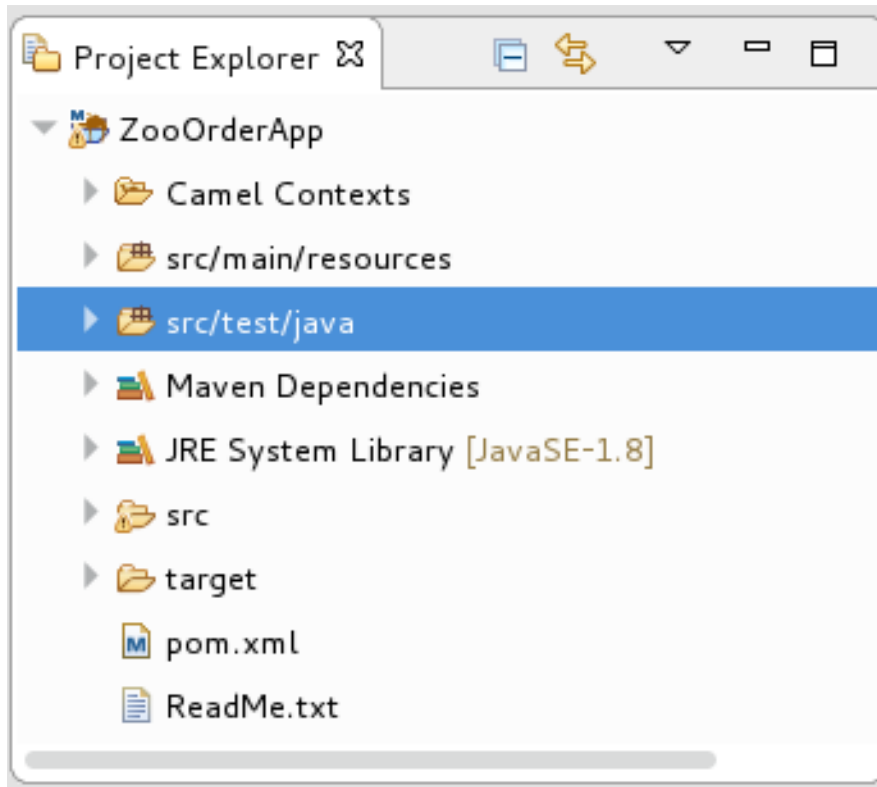 Project Explorer
ZooOrderApp
Camel Contexts
src/main/resources
src/test/java
Maven Dependencies
JRE System Library [JavaSE-1.8]
src
target
pom.xml
ReadMe.txt